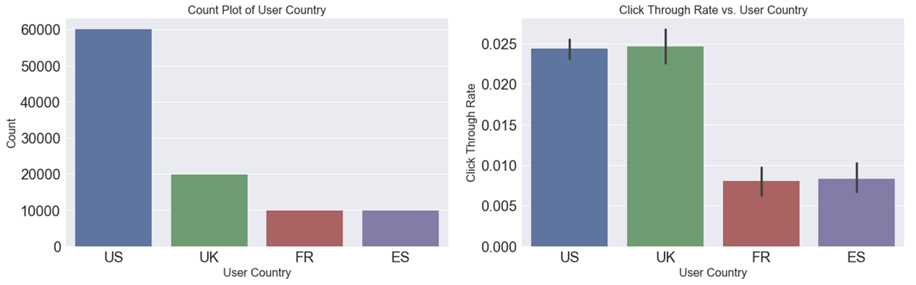 Count Plot of User Country
60000
50000
40000
30000
20000
10000
0
Count
US UK FR ES
User Country
Click Through Rate vs. User Country
0.025
0.020
0.015
0.010
0.005
0.000
Click Through Rate
US UK FR ES
User Country